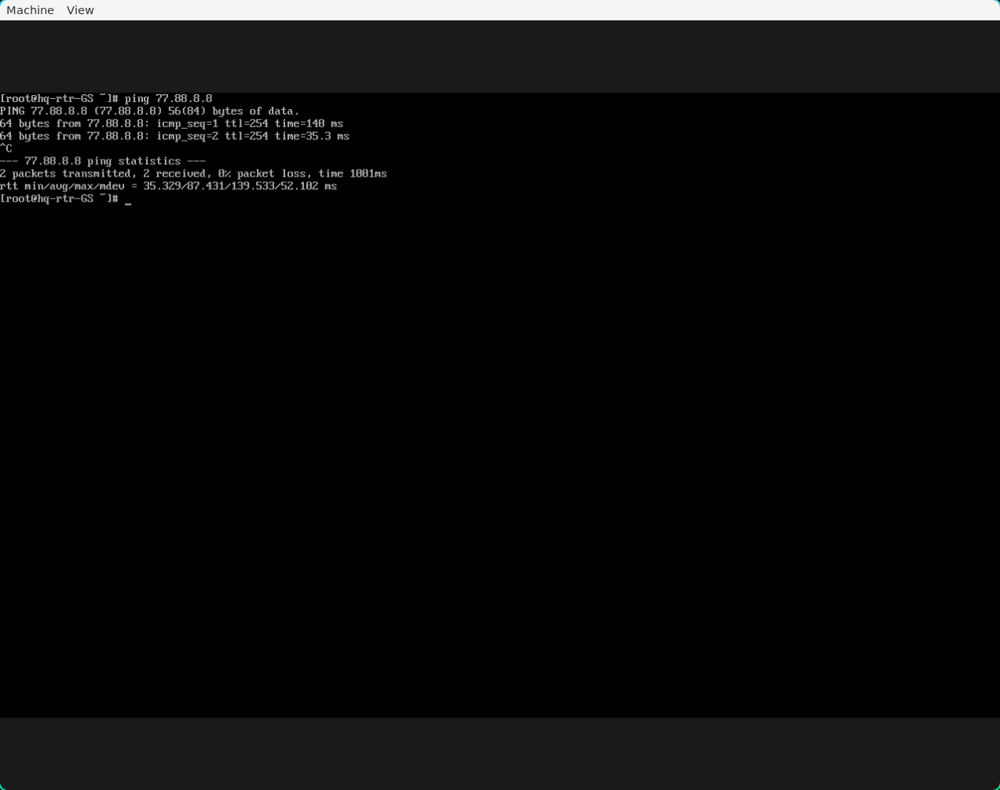 Machine View
[root@hq-rtr-GS ~]# ping 77.88.8.8
PING 77.88.8.8 (77.88.8.8) 56(84) bytes of data.
64 bytes from 77.88.8.8: icmp_seq=1 ttl=254 time=140 ms
64 bytes from 77.88.8.8: icmp_seq=2 ttl=254 time=35.3 ms
^C
--- 77.88.8.8 ping statistics ---
2 packets transmitted, 2 received, 0% packet loss, time 1001ms
rtt min/avg/max/mdev = 35.329/87.431/139.533/52.102 ms
[root@hq-rtr-GS ~]# _